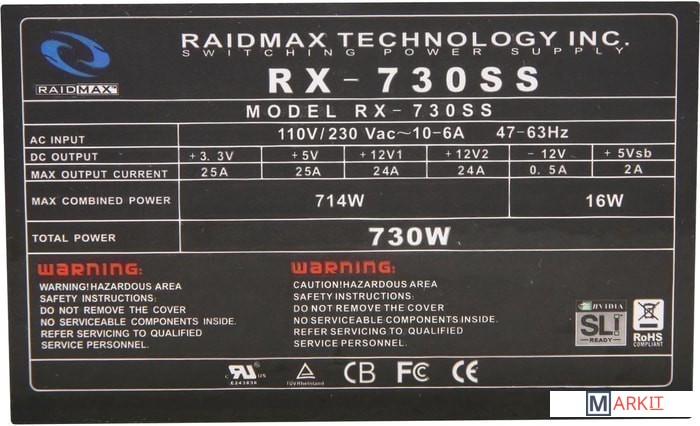 RAIDMAX TECHNOLOGY INC.
SWITCHING POWER SUPPLY
RAIDMAX™
RX-730SS
MODEL RX-730SS
AC INPUT 110V/230 Vac~10-6A 47-63Hz
DC OUTPUT +3.3V +5V +12V1 +12V2 -12V +5Vsb
MAX OUTPUT CURRENT 25A 25A 24A 24A 0.5A 2A
MAX COMBINED POWER 714W 16W
TOTAL POWER 730W
warning:
WARNING!HAZARDOUS AREA
SAFETY INSTRUCTIONS:
DO NOT REMOVE THE COVER
NO SERVICEABLE COMPONENTS INSIDE.
REFER SERVICING TO QUALIFIED
SERVICE PERSONNEL.
warning:
CAUTION!HAZARDOUS AREA
SAFETY INSTRUCTIONS:
DO NOT REMOVE THE COVER
NO SERVICEABLE COMPONENTS INSIDE.
REFER SERVICING TO QUALIFIED
SERVICE PERSONNEL.
NVIDIA
SLI
READY
RoHS
COMPLIANT
c RU US
TÜV Rheinland
CB FC CE
MARKIT